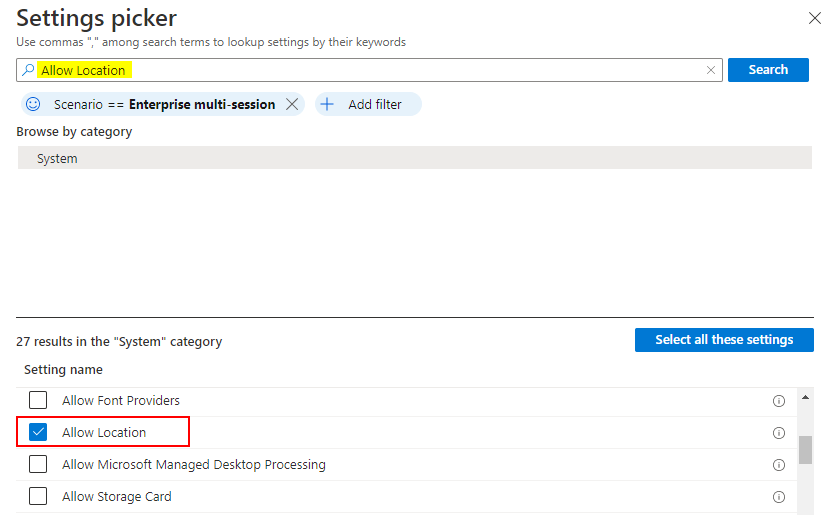 Settings picker
Use commas "," among search terms to lookup settings by their keywords
Allow Location
Search
Scenario == Enterprise multi-session
Add filter
Browse by category
System
27 results in the "System" category
Select all these settings
Setting name
Allow Font Providers
Allow Location
Allow Microsoft Managed Desktop Processing
Allow Storage Card